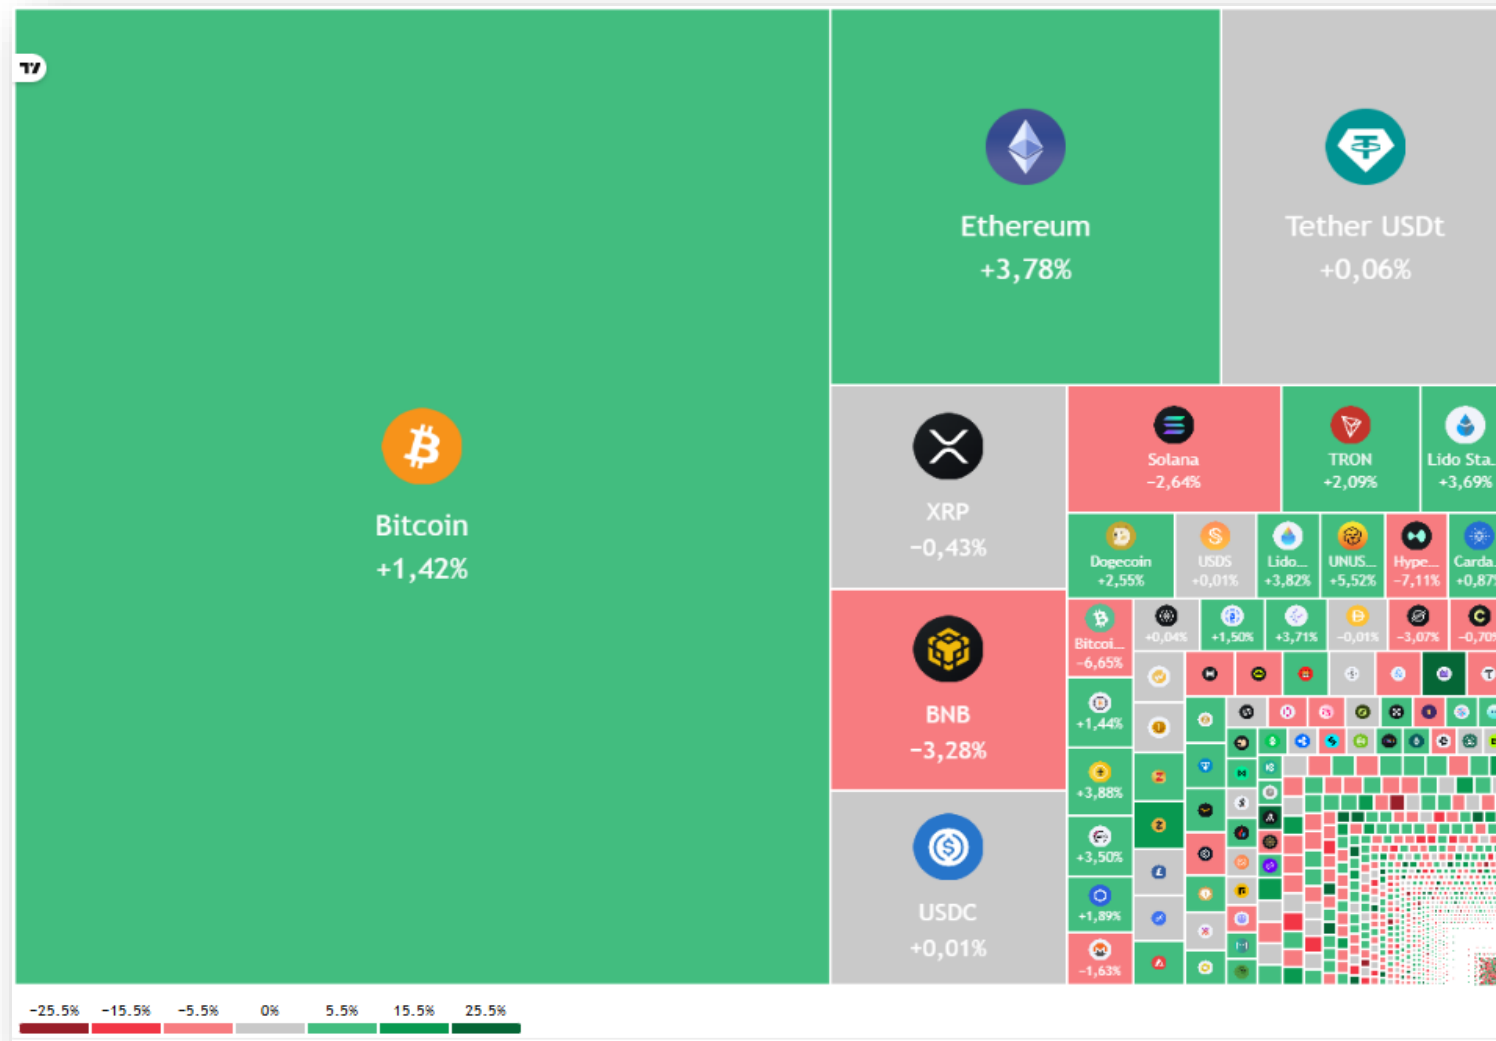 Bitcoin
+1,42%
Ethereum
+3,78%
Tether USDt
+0,06%
XRP
−0,43%
BNB
−3,28%
USDC
+0,01%
Solana
−2,64%
TRON
+2,09%
Lido Sta...
+3,69%
Dogecoin
+2,55%
USDS
+0,01%
Lido...
+3,82%
UNUS...
+5,52%
Hype...
−7,11%
Carda...
+0,87%
Bitcoi...
−6,65%
+0,04%
+1,50%
+3,71%
−0,01%
−3,07%
−0,70%
+1,44%
+3,88%
+3,50%
+1,89%
−1,63%
−25.5% −15.5% −5.5% 0% 5.5% 15.5% 25.5%